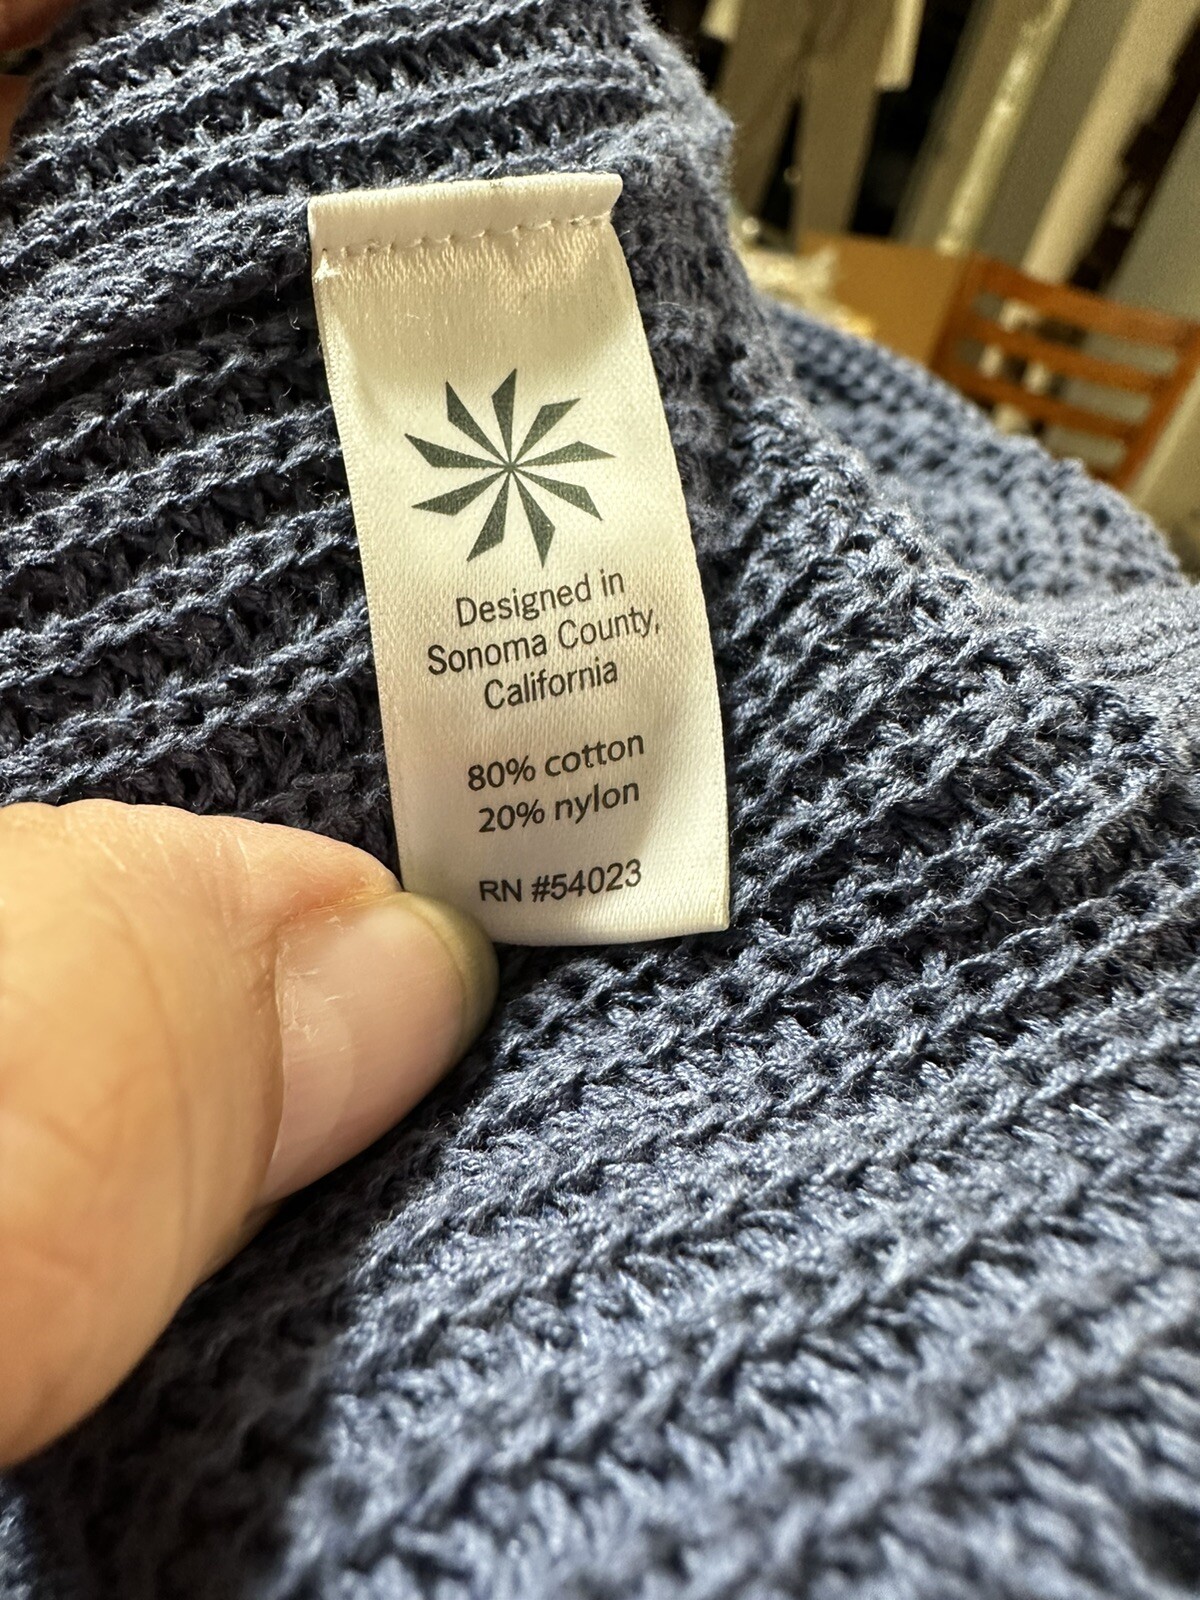 Designed in
Sonoma County,
California
80% cotton
20% nylon
RN #54023